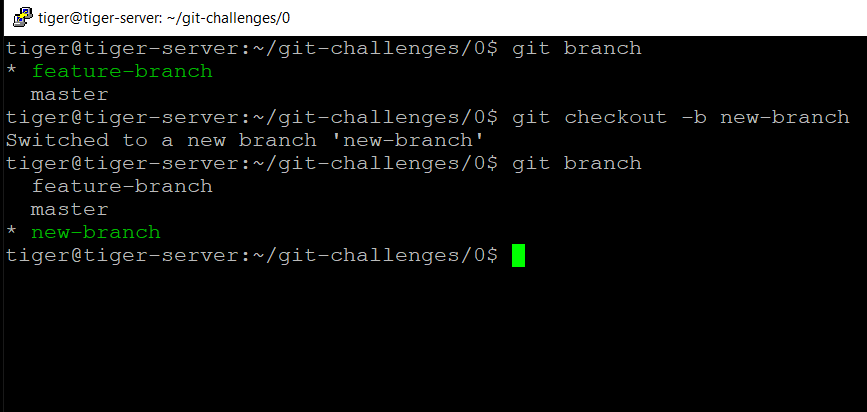 tiger@tiger-server: ~/git-challenges/0
tiger@tiger-server:~/git-challenges/0$ git branch
* feature-branch
  master
tiger@tiger-server:~/git-challenges/0$ git checkout -b new-branch
Switched to a new branch 'new-branch'
tiger@tiger-server:~/git-challenges/0$ git branch
  feature-branch
  master
* new-branch
tiger@tiger-server:~/git-challenges/0$